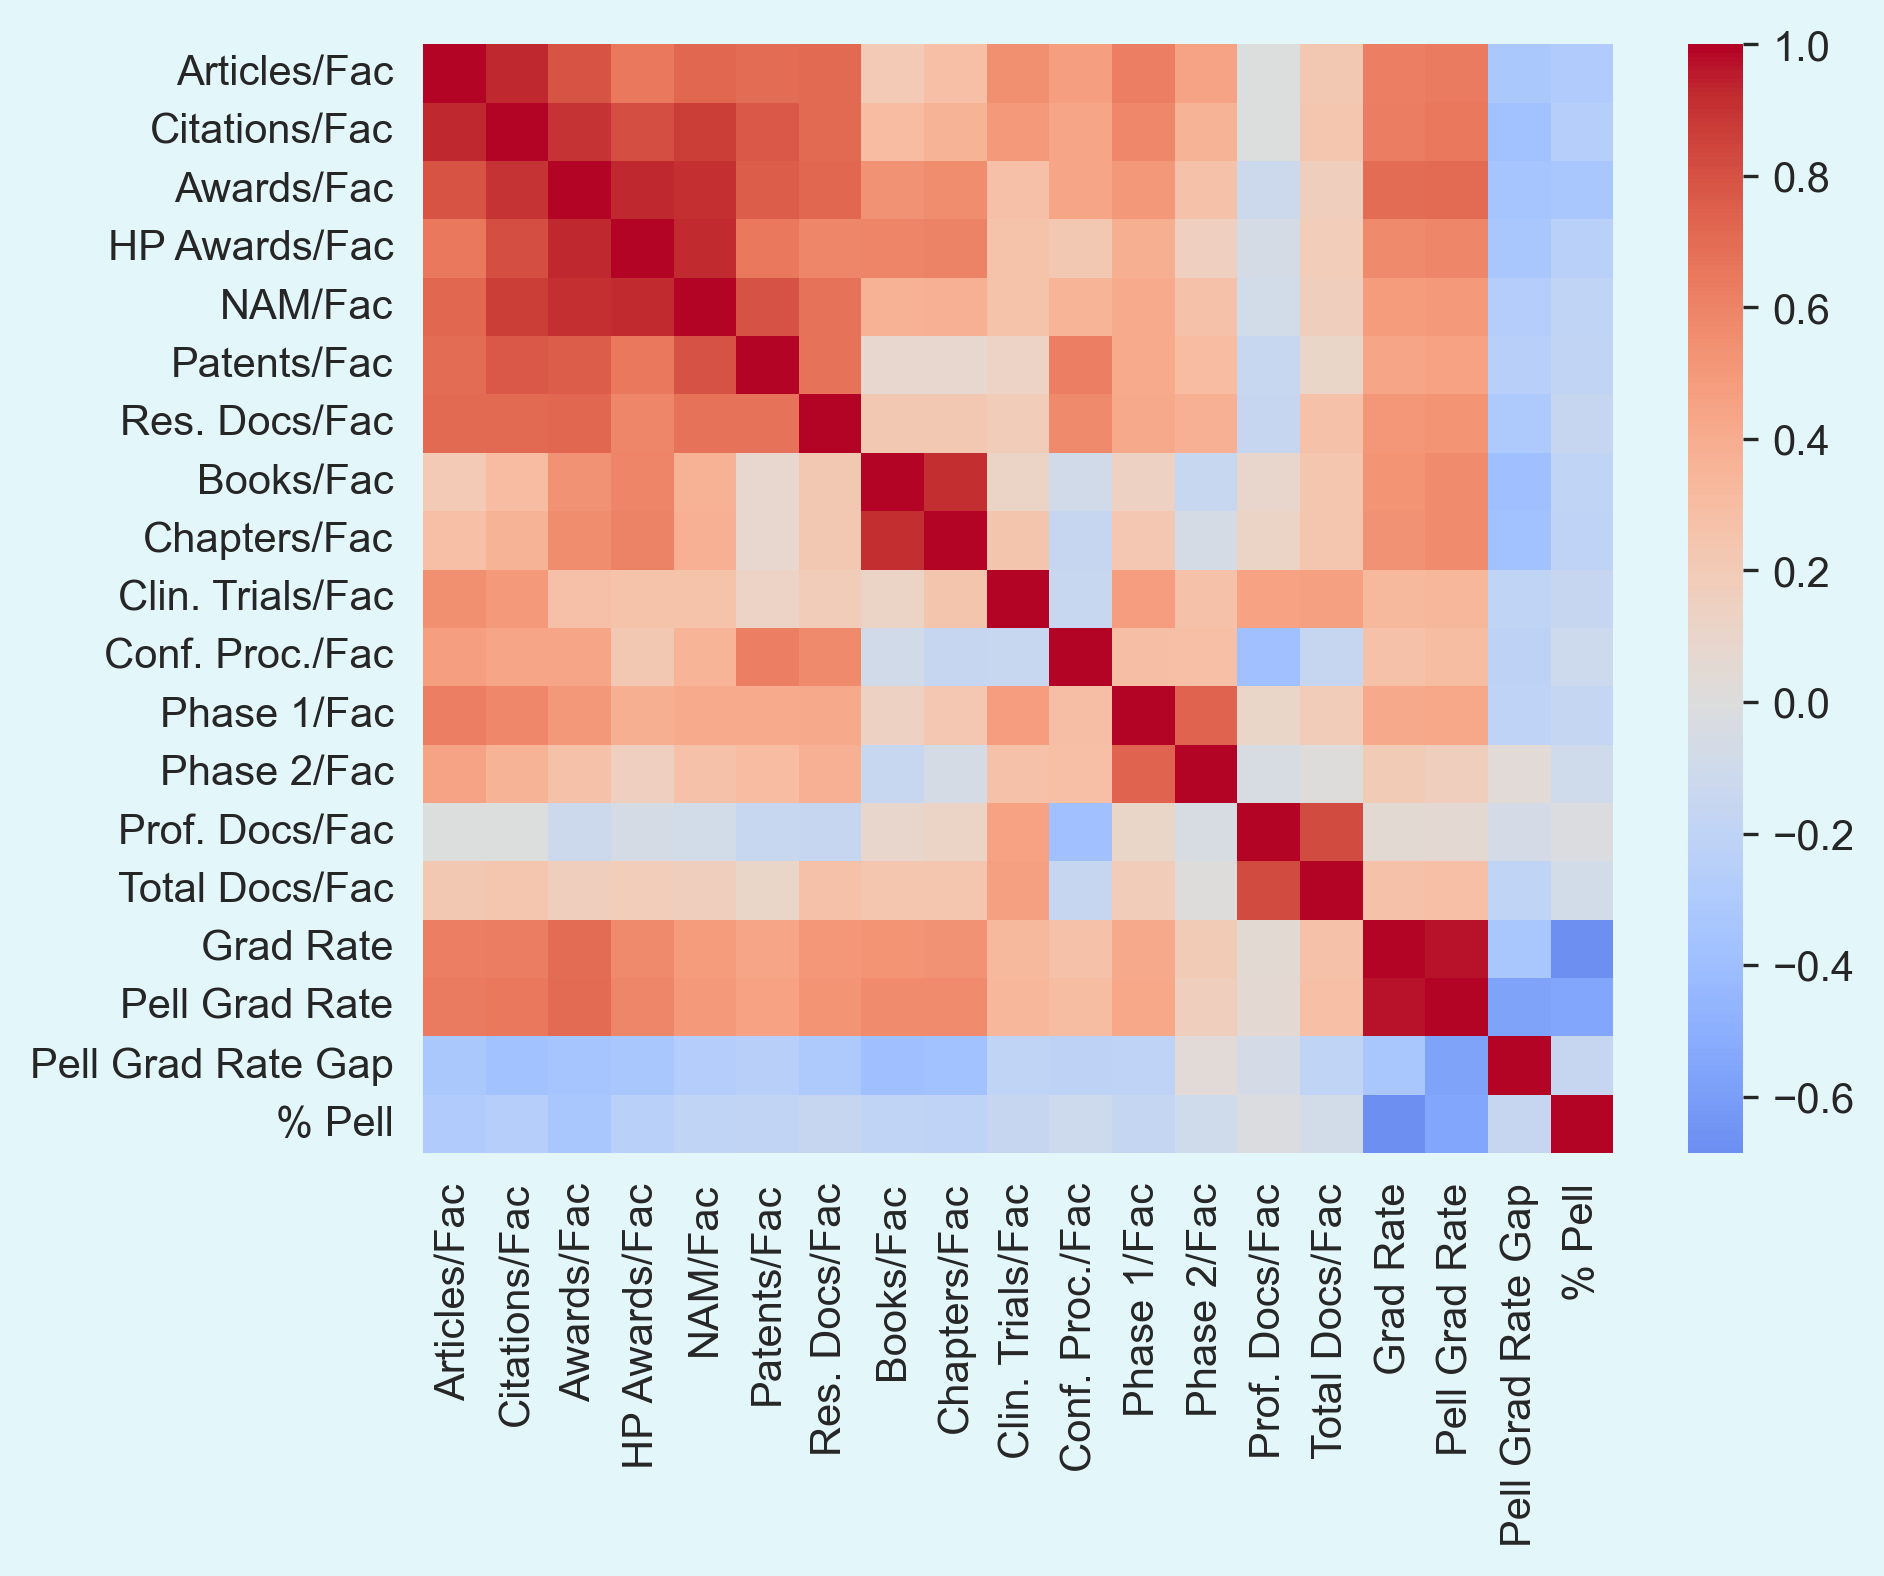 Articles/Fac
Citations/Fac
Awards/Fac
HP Awards/Fac
NAM/Fac
Patents/Fac
Res. Docs/Fac
Books/Fac
Chapters/Fac
Clin. Trials/Fac
Conf. Proc./Fac
Phase 1/Fac
Phase 2/Fac
Prof. Docs/Fac
Total Docs/Fac
Grad Rate
Pell Grad Rate
Pell Grad Rate Gap
% Pell
Articles/Fac
Citations/Fac
Awards/Fac
HP Awards/Fac
NAM/Fac
Patents/Fac
Res. Docs/Fac
Books/Fac
Chapters/Fac
Clin. Trials/Fac
Conf. Proc./Fac
Phase 1/Fac
Phase 2/Fac
Prof. Docs/Fac
Total Docs/Fac
Grad Rate
Pell Grad Rate
Pell Grad Rate Gap
% Pell
1.0
0.8
0.6
0.4
0.2
0.0
−0.2
−0.4
−0.6